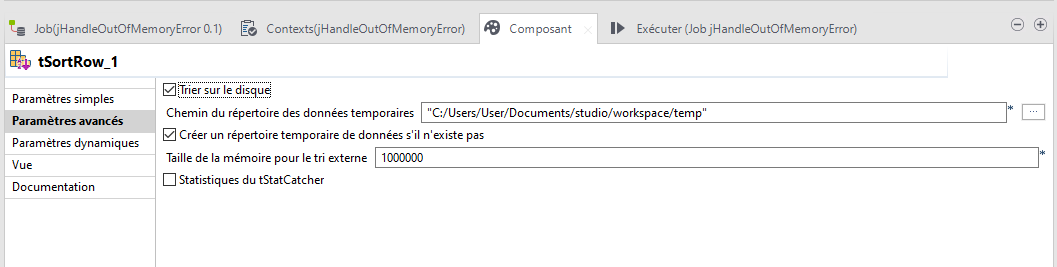 Job(jHandleOutOfMemoryError 0.1) Contexts(jHandleOutOfMemoryError) Composant Exécuter (Job jHandleOutOfMemoryError)
tSortRow_1
Paramètres simples
Paramètres avancés
Paramètres dynamiques
Vue
Documentation
Trier sur le disque
Chemin du répertoire des données temporaires "C:/Users/User/Documents/studio/workspace/temp" * ...
Créer un répertoire temporaire de données s'il n'existe pas
Taille de la mémoire pour le tri externe 1000000 *
Statistiques du tStatCatcher